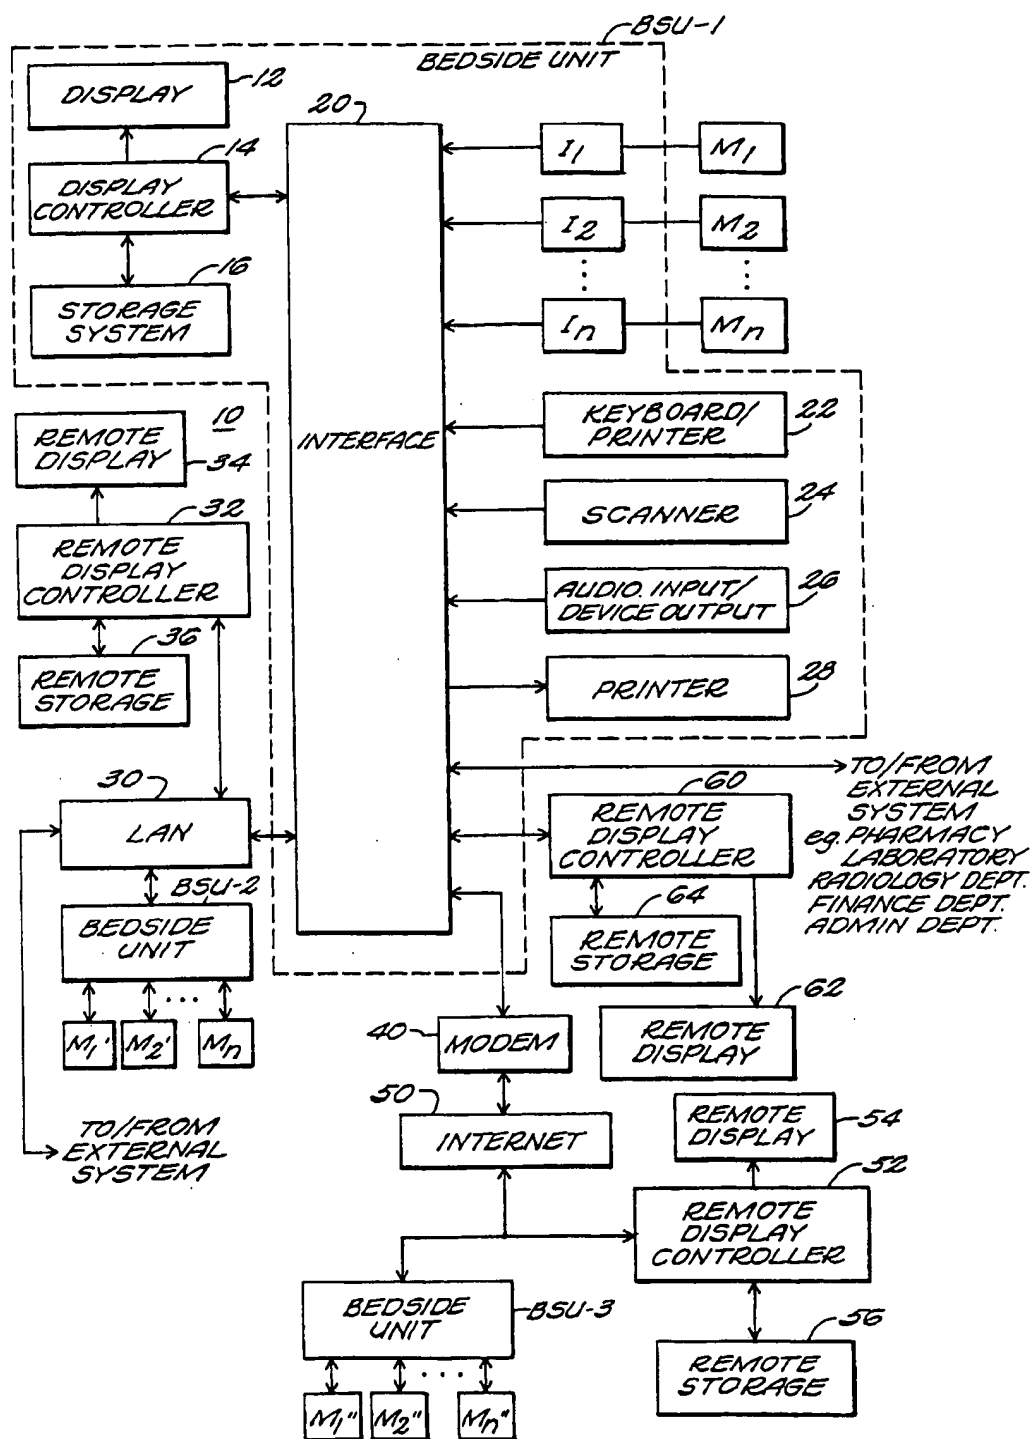 BSU-1
BEDSIDE UNIT
12
DISPLAY
14
DISPLAY
CONTROLLER
16
STORAGE
SYSTEM
20
INTERFACE
I1
M1
I2
M2
In
Mn
KEYBOARD/
PRINTER
22
SCANNER
24
AUDIO. INPUT/
DEVICE OUTPUT
26
PRINTER
28
10
REMOTE
DISPLAY
34
32
REMOTE
DISPLAY
CONTROLLER
36
REMOTE
STORAGE
30
LAN
BSU-2
BEDSIDE
UNIT
M1'
M2'
Mn
TO/FROM
EXTERNAL
SYSTEM
TO/FROM
EXTERNAL
SYSTEM
eg. PHARMACY
LABORATORY
RADIOLOGY DEPT.
FINANCE DEPT.
ADMIN DEPT.
60
REMOTE
DISPLAY
CONTROLLER
64
REMOTE
STORAGE
62
REMOTE
DISPLAY
40
MODEM
50
INTERNET
REMOTE
DISPLAY
54
52
REMOTE
DISPLAY
CONTROLLER
56
REMOTE
STORAGE
BEDSIDE
UNIT
BSU-3
M1"
M2"
Mn"